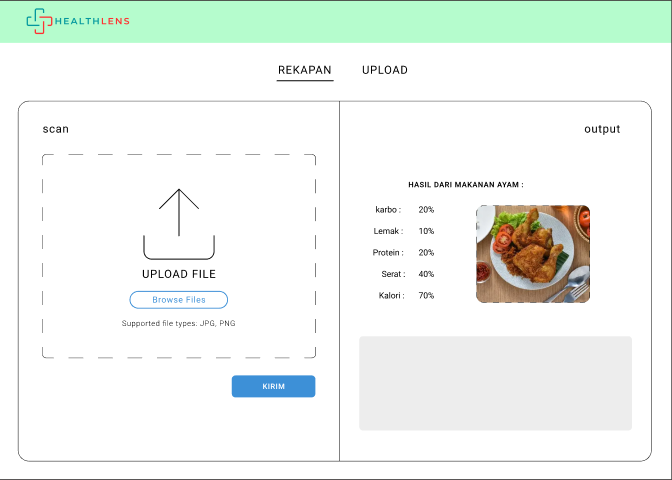 HEALTHLENS
REKAPAN UPLOAD
scan
UPLOAD FILE
Browse Files
Supported file types: JPG, PNG
KIRIM
output
HASIL DARI MAKANAN AYAM :
karbo : 20%
Lemak : 10%
Protein : 20%
Serat : 40%
Kalori : 70%